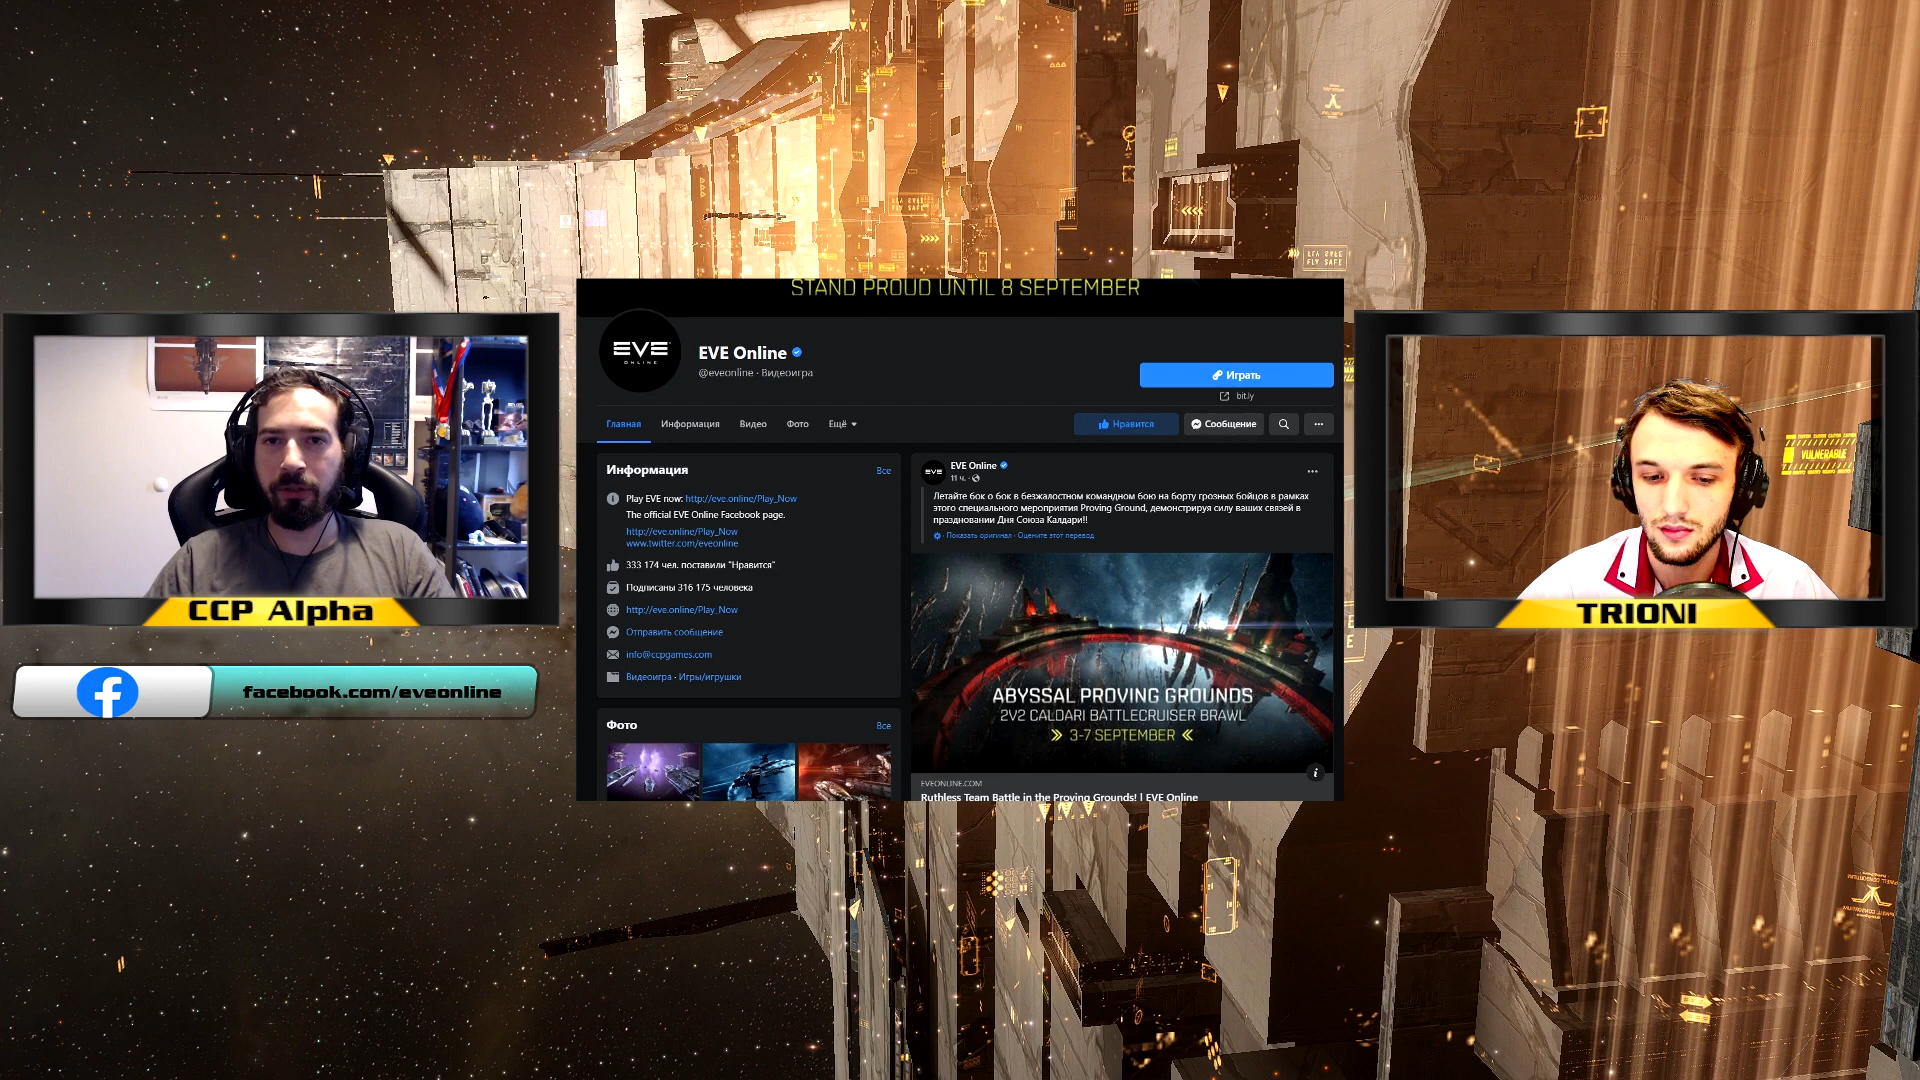 STAND PROUD UNTIL 8 SEPTEMBER
EVE
ONLINE
EVE Online
@eveonline · Видеоигра
Играть
bit.ly
Главная
Информация
Видео
Фото
Ещё
Нравится
Сообщение
Информация
Все
Play EVE now: http://eve.online/Play_Now
The official EVE Online Facebook page.
http://eve.online/Play_Now
www.twitter.com/eveonline
333 174 чел. поставили "Нравится"
Подписаны 316 175 человека
http://eve.online/Play_Now
Отправить сообщение
info@ccpgames.com
Видеоигра · Игры/игрушки
Фото
Все
EVE
EVE Online
11 ч. ·
Летайте бок о бок в безжалостном командном бою на борту грозных бойцов в рамках
этого специального мероприятия Proving Ground, демонстрируя силу ваших связей в
праздновании Дня Союза Калдари!!
· Показать оригинал · Оцените этот перевод
ABYSSAL PROVING GROUNDS
2V2 CALDARI BATTLECRUISER BRAWL
» 3-7 SEPTEMBER «
EVEONLINE.COM
Ruthless Team Battle in the Proving Grounds! | EVE Online
CCP Alpha
facebook.com/eveonline
TRIONI
VULNERABLE
FLY SAFE